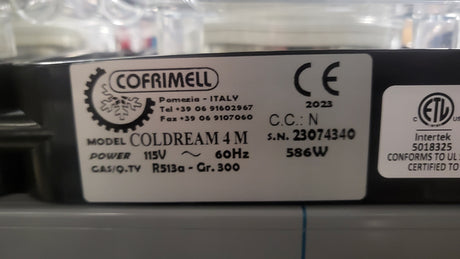 COFRIMELL
Pomezia - ITALY
Tel +39 06 91602967
Fax +39 06 9107060
CE
2023
C.C.: N
MODEL COLDREAM 4 M
S.N. 23074340
POWER 115V ~ 60Hz
586W
GAS/Q.TY R513a - Gr. 300
C
ETL
Intertek
5018325
CONFORMS TO UL
CERTIFIED TO